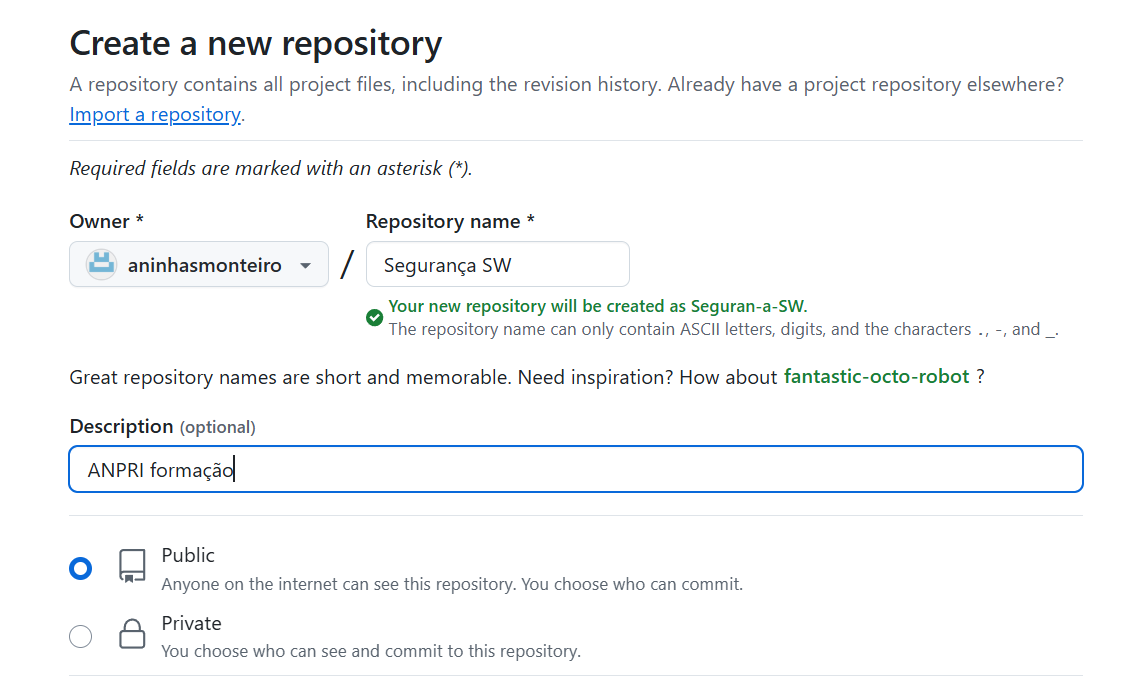 Create a new repository
A repository contains all project files, including the revision history. Already have a project repository elsewhere?
Import a repository.
Required fields are marked with an asterisk (*).
Owner *
Repository name *
aninhasmonteiro
/
Segurança SW
Your new repository will be created as Seguran-a-SW.
The repository name can only contain ASCII letters, digits, and the characters ., -, and _.
Great repository names are short and memorable. Need inspiration? How about fantastic-octo-robot ?
Description (optional)
ANPRI formação
Public
Anyone on the internet can see this repository. You choose who can commit.
Private
You choose who can see and commit to this repository.